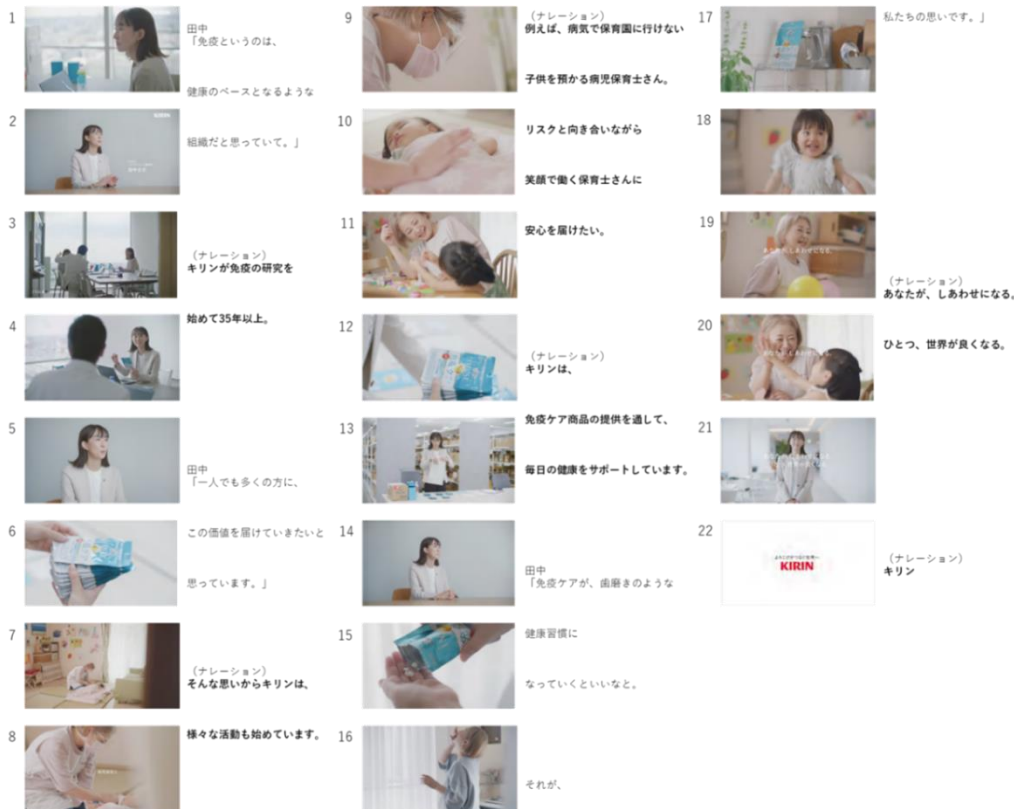 1
田中
「免疫というのは、
健康のベースとなるような
2
KIRIN
組織だと思っていて。」
3
（ナレーション）
キリンが免疫の研究を
4
始めて35年以上。
5
田中
「一人でも多くの方に、
6
この価値を届けていきたいと
思っています。」
7
（ナレーション）
そんな思いからキリンは、
8
様々な活動も始めています。
9
（ナレーション）
例えば、病気で保育園に行けない
子供を預かる病児保育士さん。
10
リスクと向き合いながら
笑顔で働く保育士さんに
11
安心を届けたい。
12
（ナレーション）
キリンは、
13
免疫ケア商品の提供を通して、
毎日の健康をサポートしています。
14
田中
「免疫ケアが、歯磨きのような
15
健康習慣に
なっていくといいなと。
16
それが、
17
私たちの思いです。」
18
19
（ナレーション）
あなたが、しあわせになる。
20
ひとつ、世界が良くなる。
21
22
よろこびがつなぐ世界へ
KIRIN
（ナレーション）
キリン